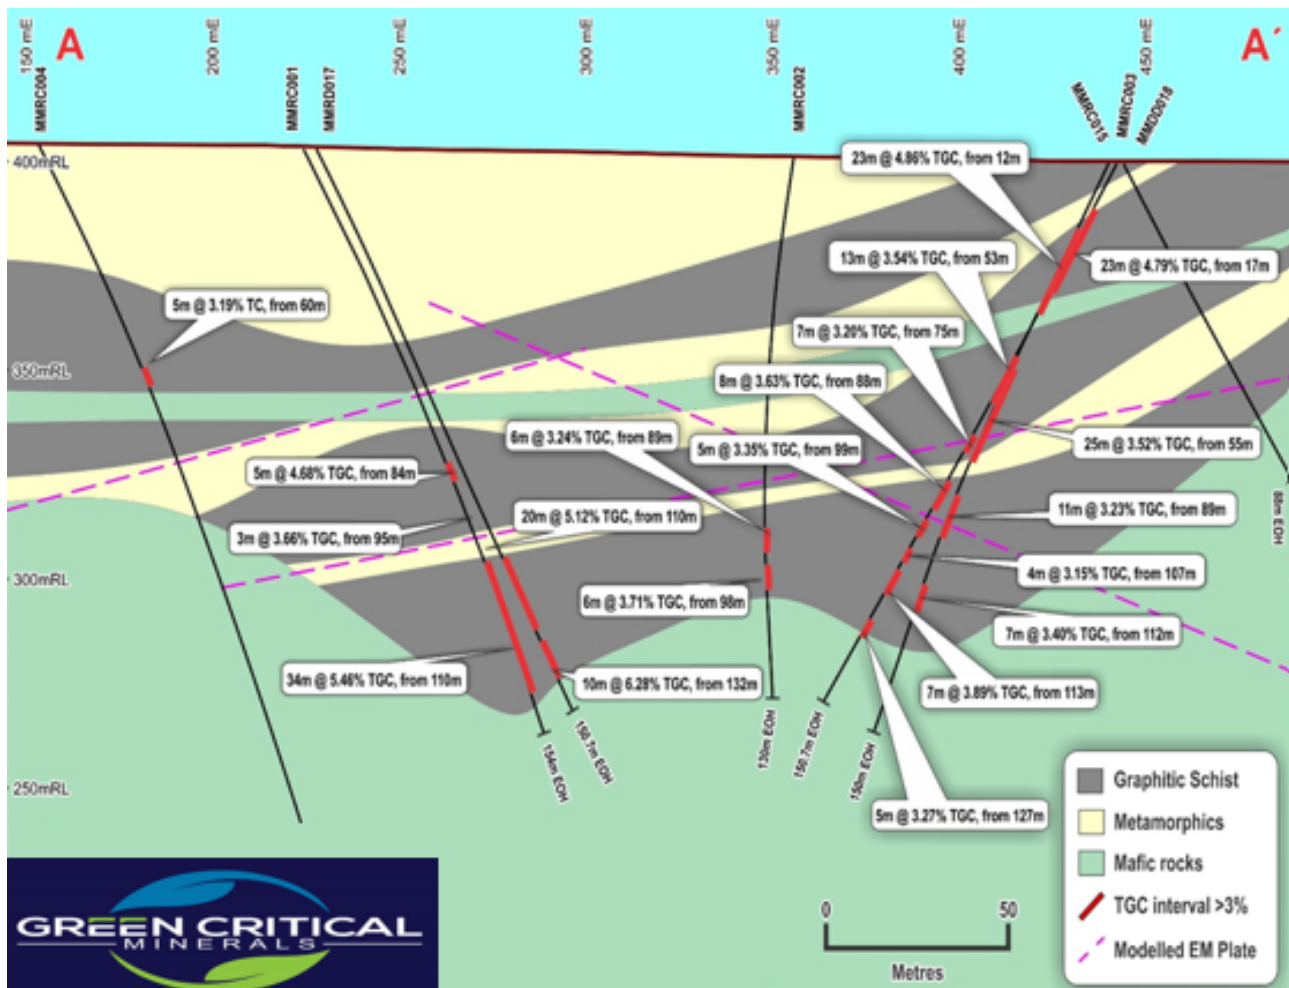 150 mE
A
200 mE
250 mE
300 mE
350 mE
400 mE
450 mE
A´
MMRC004
MMRC001
MMRD017
MMRC002
MMRC015
MMRC003
MMDD018
400mRL
350mRL
300mRL
250mRL
23m @ 4.86% TGC, from 12m
13m @ 3.54% TGC, from 53m
23m @ 4.79% TGC, from 17m
5m @ 3.19% TC, from 60m
7m @ 3.20% TGC, from 75m
8m @ 3.63% TGC, from 88m
6m @ 3.24% TGC, from 89m
5m @ 3.35% TGC, from 99m
25m @ 3.52% TGC, from 55m
5m @ 4.68% TGC, from 84m
20m @ 5.12% TGC, from 110m
11m @ 3.23% TGC, from 89m
3m @ 3.66% TGC, from 95m
4m @ 3.15% TGC, from 107m
6m @ 3.71% TGC, from 98m
7m @ 3.40% TGC, from 112m
34m @ 5.46% TGC, from 110m
10m @ 6.28% TGC, from 132m
7m @ 3.89% TGC, from 113m
5m @ 3.27% TGC, from 127m
154m EOH
150.7m EOH
130m EOH
150.7m EOH
150m EOH
88m EOH
Graphitic Schist
Metamorphics
Mafic rocks
TGC interval >3%
Modelled EM Plate
0
50
Metres
GREEN CRITICAL
MINERALS